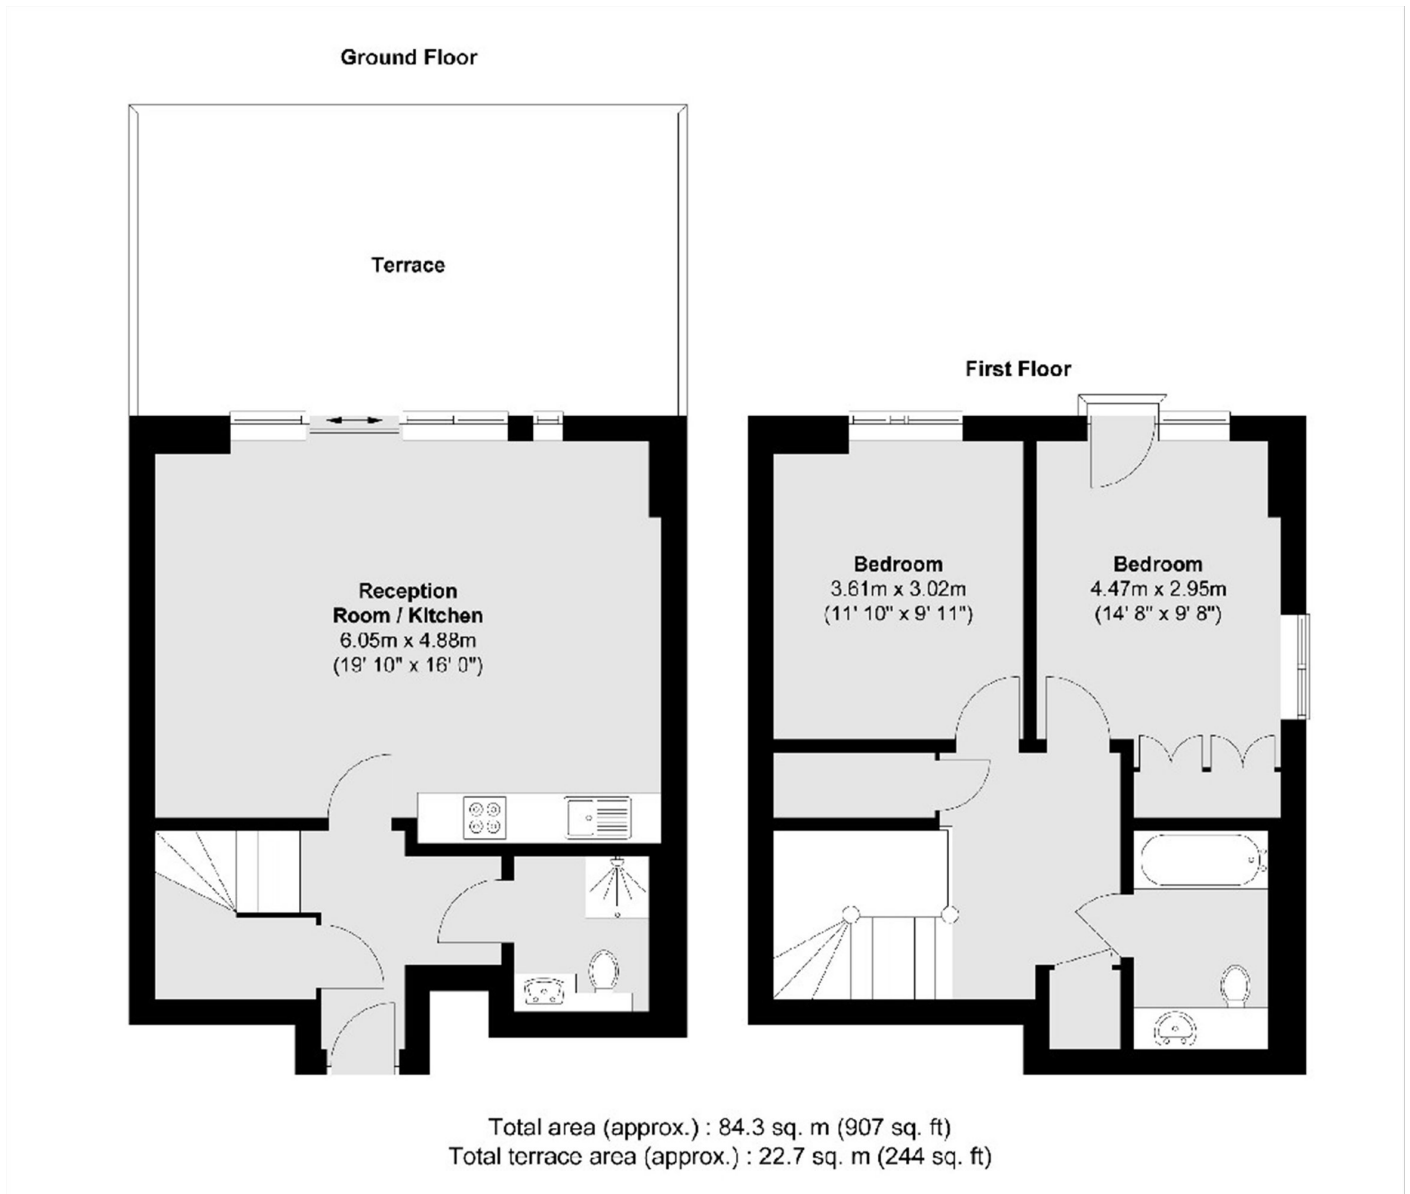 Ground Floor
Terrace
Reception
Room / KItchen
6.05m x 4.88m
(19' 10" x 16' 0")
First Floor
Bedroom
3.61m x 3.02m
(11' 10" x 9' 11")
Bedroom
4.47m x 2.95m
(14' 8" x 9' 8")
Total area (approx.) : 84.3 sq. m (907 sq. ft)
Total terrace area (approx.) : 22.7 sq. m (244 sq. ft)